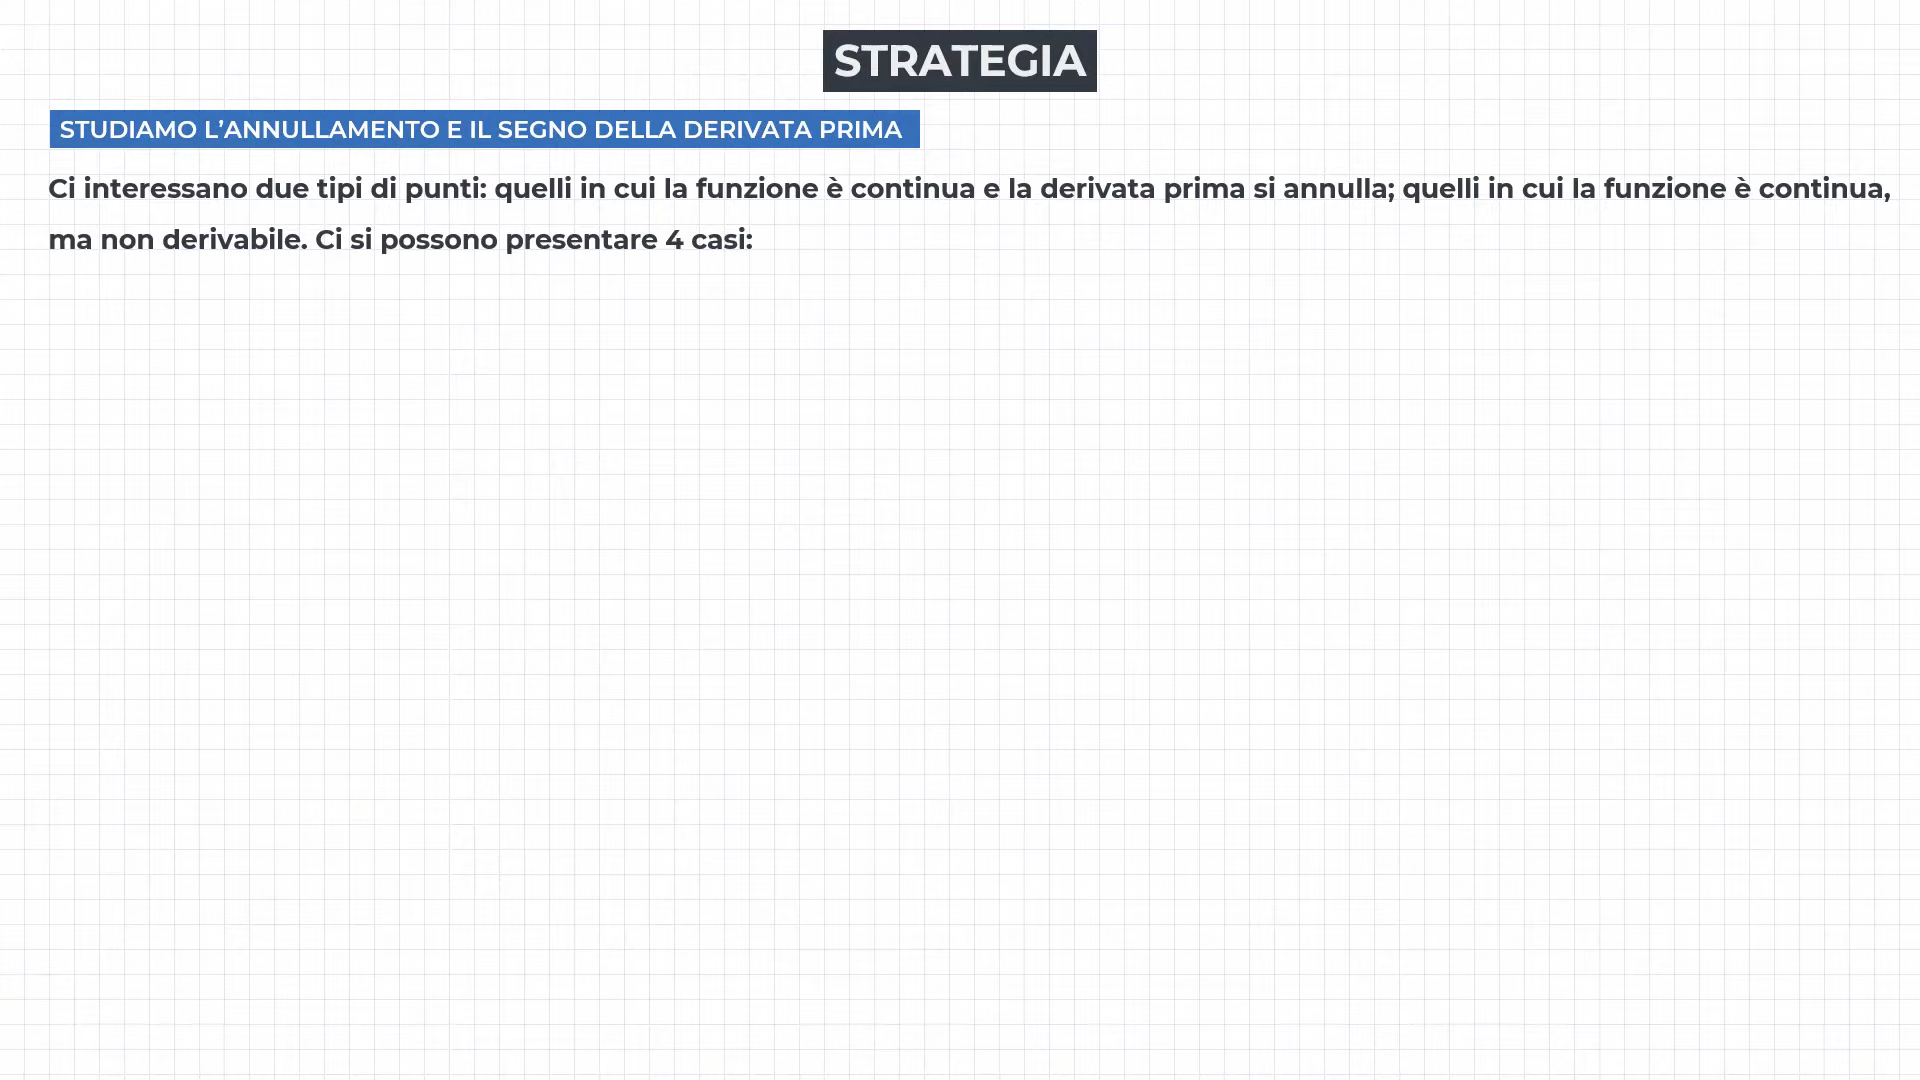 STRATEGIA
STUDIAMO L’ANNULLAMENTO E IL SEGNO DELLA DERIVATA PRIMA
Ci interessano due tipi di punti: quelli in cui la funzione è continua e la derivata prima si annulla; quelli in cui la funzione è continua,
ma non derivabile. Ci si possono presentare 4 casi: